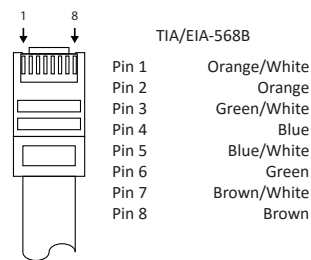 1 8
TIA/EIA-568B
Pin 1 Orange/White
Pin 2 Orange
Pin 3 Green/White
Pin 4 Blue
Pin 5 Blue/White
Pin 6 Green
Pin 7 Brown/White
Pin 8 Brown